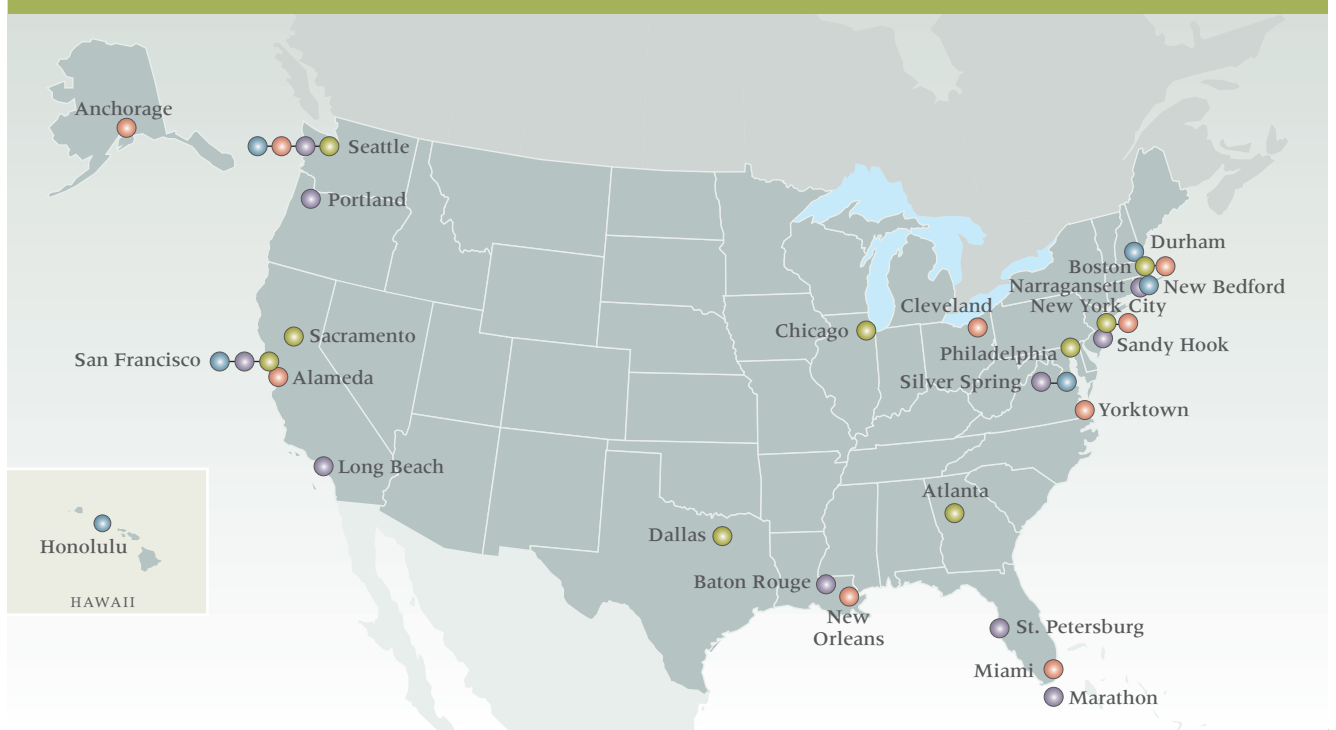 Anchorage
Seattle
Portland
Durham
Boston
Narragansett
New Bedford
New York City
Cleveland
Chicago
Sacramento
Sandy Hook
Philadelphia
San Francisco
Alameda
Silver Spring
Yorktown
Long Beach
Atlanta
Dallas
Honolulu
HAWAII
Baton Rouge
New
Orleans
St. Petersburg
Miami
Marathon